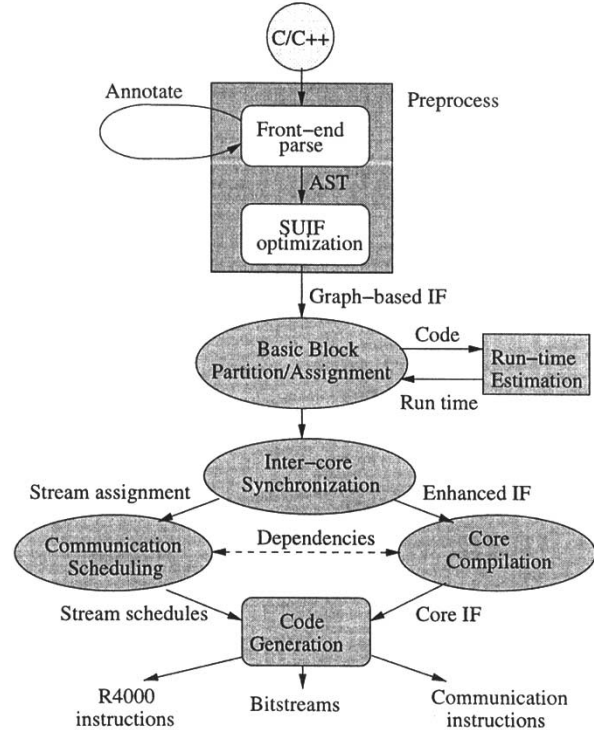 C/C++
Annotate
Preprocess
Front-end
parse
AST
SUIF
optimization
Graph-based IF
Basic Block
Partition/Assignment
Code
Run-time
Estimation
Run time
Inter-core
Synchronization
Stream assignment
Enhanced IF
Communication
Scheduling
Dependencies
Core
Compilation
Stream schedules
Code
Generation
Core IF
R4000
instructions
Bitstreams
Communication
instructions